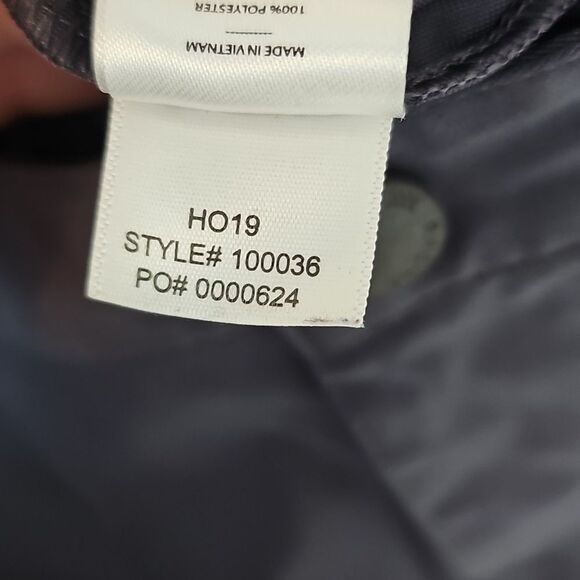 100% POLYESTER
MADE IN VIETNAM
HO19
STYLE# 100036
PO# 0000624